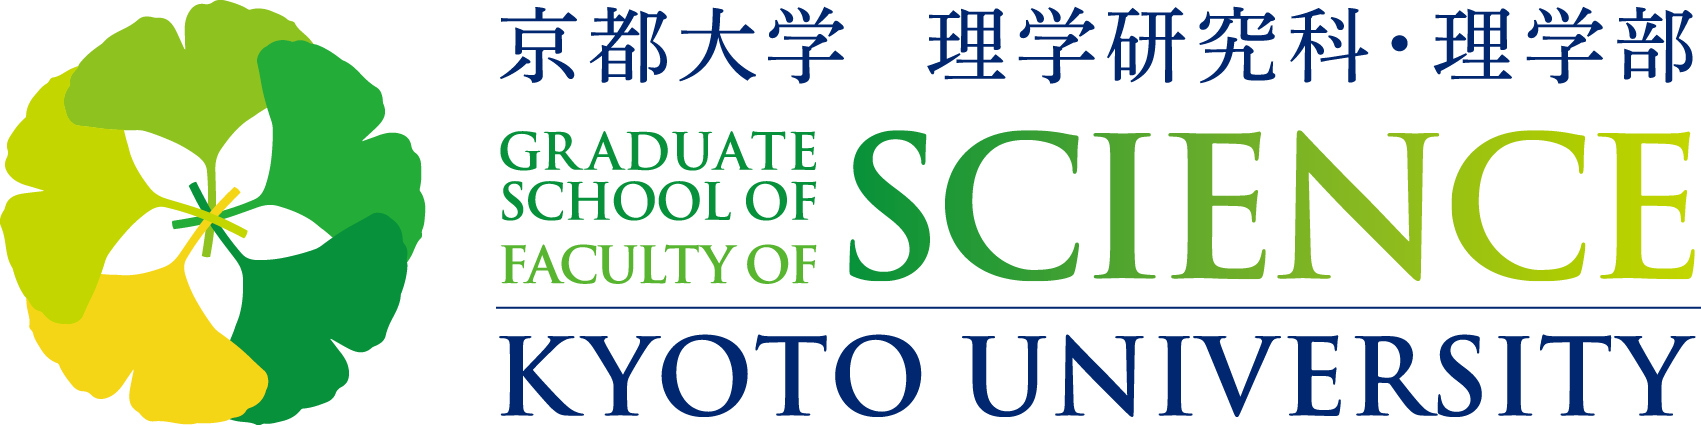 京都大学 理学研究科・理学部
GRADUATE
SCHOOL OF
FACULTY OF
SCIENCE
KYOTO UNIVERSITY